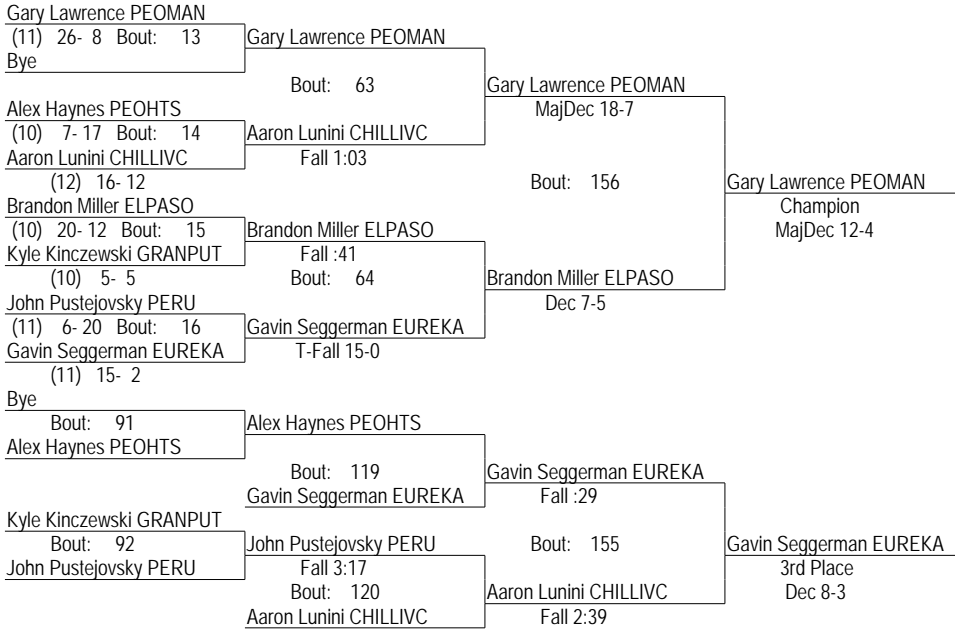 Gary Lawrence PEOMAN
(11) 26- 8 Bout: 13 Gary Lawrence PEOMAN
Bye
Bout: 63 Gary Lawrence PEOMAN
Alex Haynes PEOHTS MajDec 18-7
(10) 7- 17 Bout: 14 Aaron Lunini CHILLIVC
Aaron Lunini CHILLIVC Fall 1:03
(12) 16- 12 Bout: 156 Gary Lawrence PEOMAN
Brandon Miller ELPASO Champion
(10) 20- 12 Bout: 15 Brandon Miller ELPASO MajDec 12-4
Kyle Kinczewski GRANPUT Fall :41
(10) 5- 5 Bout: 64 Brandon Miller ELPASO
John Pustejovsky PERU Dec 7-5
(11) 6- 20 Bout: 16 Gavin Seggerman EUREKA
Gavin Seggerman EUREKA T-Fall 15-0
(11) 15- 2
Bye
Bout: 91 Alex Haynes PEOHTS
Alex Haynes PEOHTS
Bout: 119 Gavin Seggerman EUREKA
Gavin Seggerman EUREKA Fall :29
Kyle Kinczewski GRANPUT
Bout: 92 John Pustejovsky PERU Bout: 155 Gavin Seggerman EUREKA
John Pustejovsky PERU Fall 3:17 3rd Place
Bout: 120 Aaron Lunini CHILLIVC Dec 8-3
Aaron Lunini CHILLIVC Fall 2:39